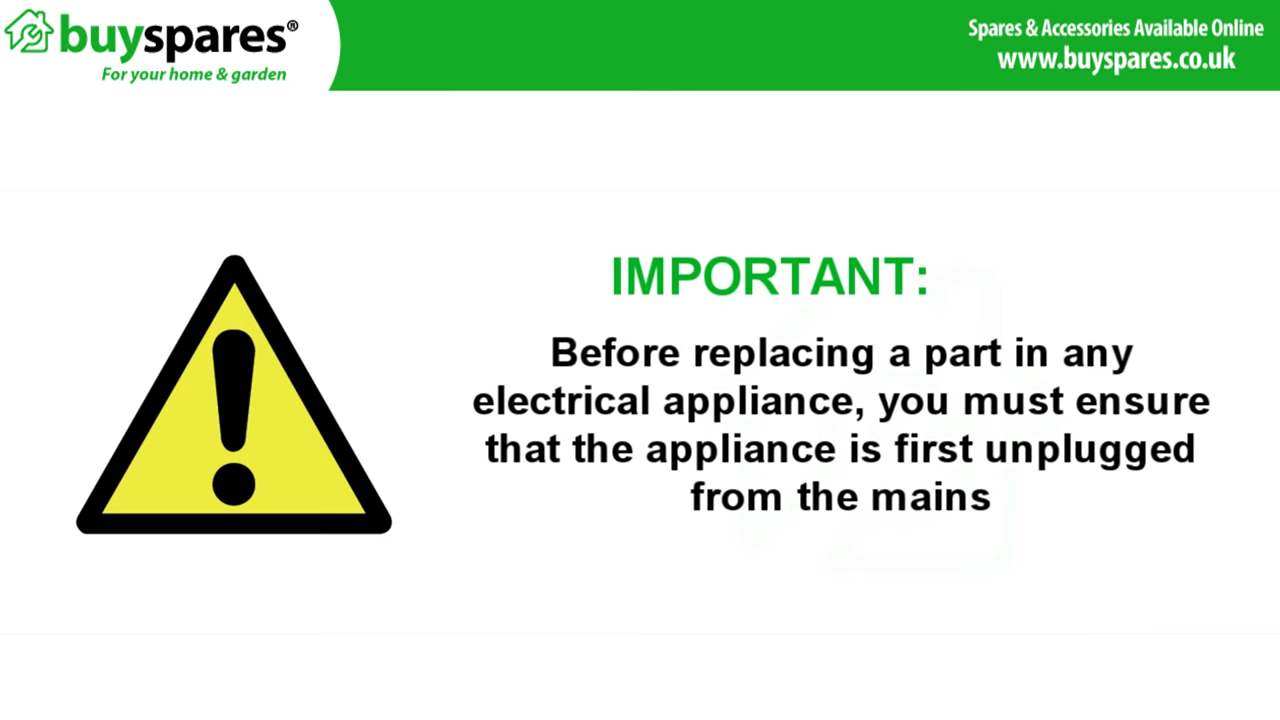 buyspares®
For your home & garden
Spares & Accessories Available Online
www.buyspares.co.uk
IMPORTANT:
Before replacing a part in any
electrical appliance, you must ensure
that the appliance is first unplugged
from the mains